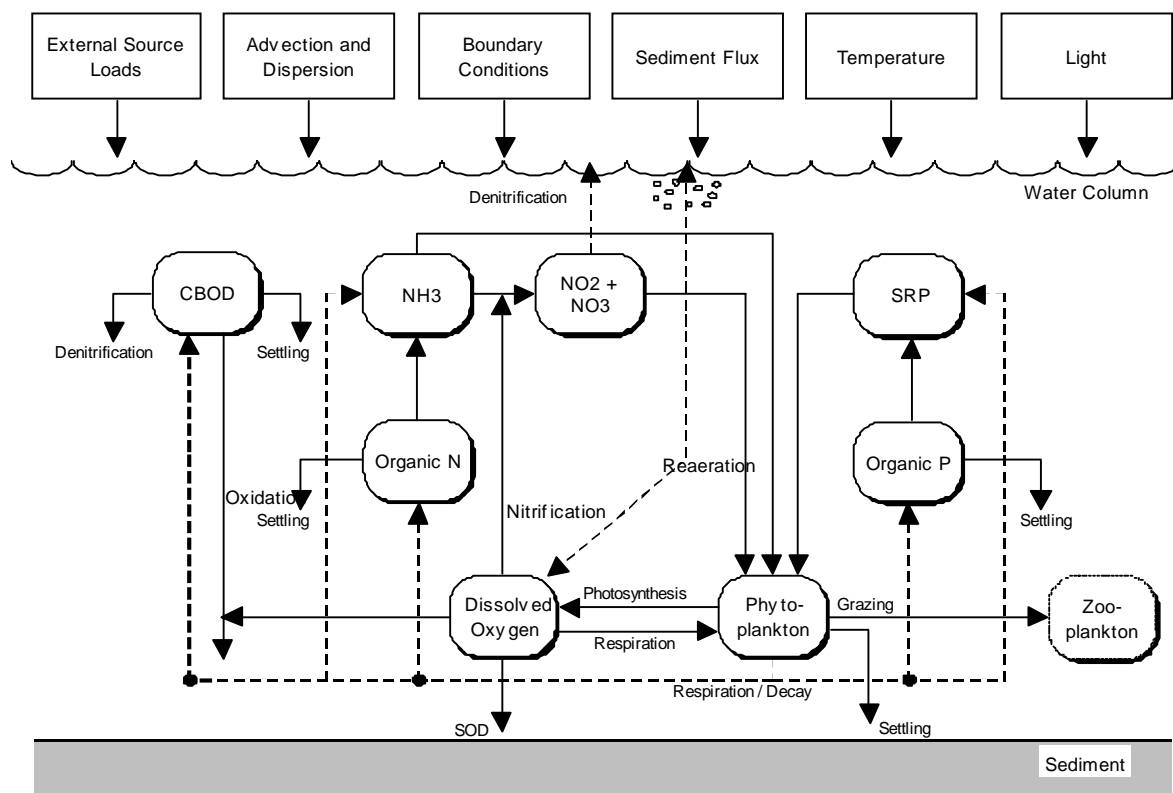 External Source
Loads
Advection and
Dispersion
Boundary
Conditions
Sediment Flux
Temperature
Light
Denitrification
Water Column
CBOD
NH3
NO2 +
NO3
SRP
Denitrification
Settling
Organic N
Organic P
Reaeration
Oxidation
Settling
Nitrification
Settling
Dissolved
Oxygen
Photosynthesis
Respiration
Phyto-
plankton
Grazing
Zoo-
plankton
Respiration / Decay
SOD
Settling
Sediment